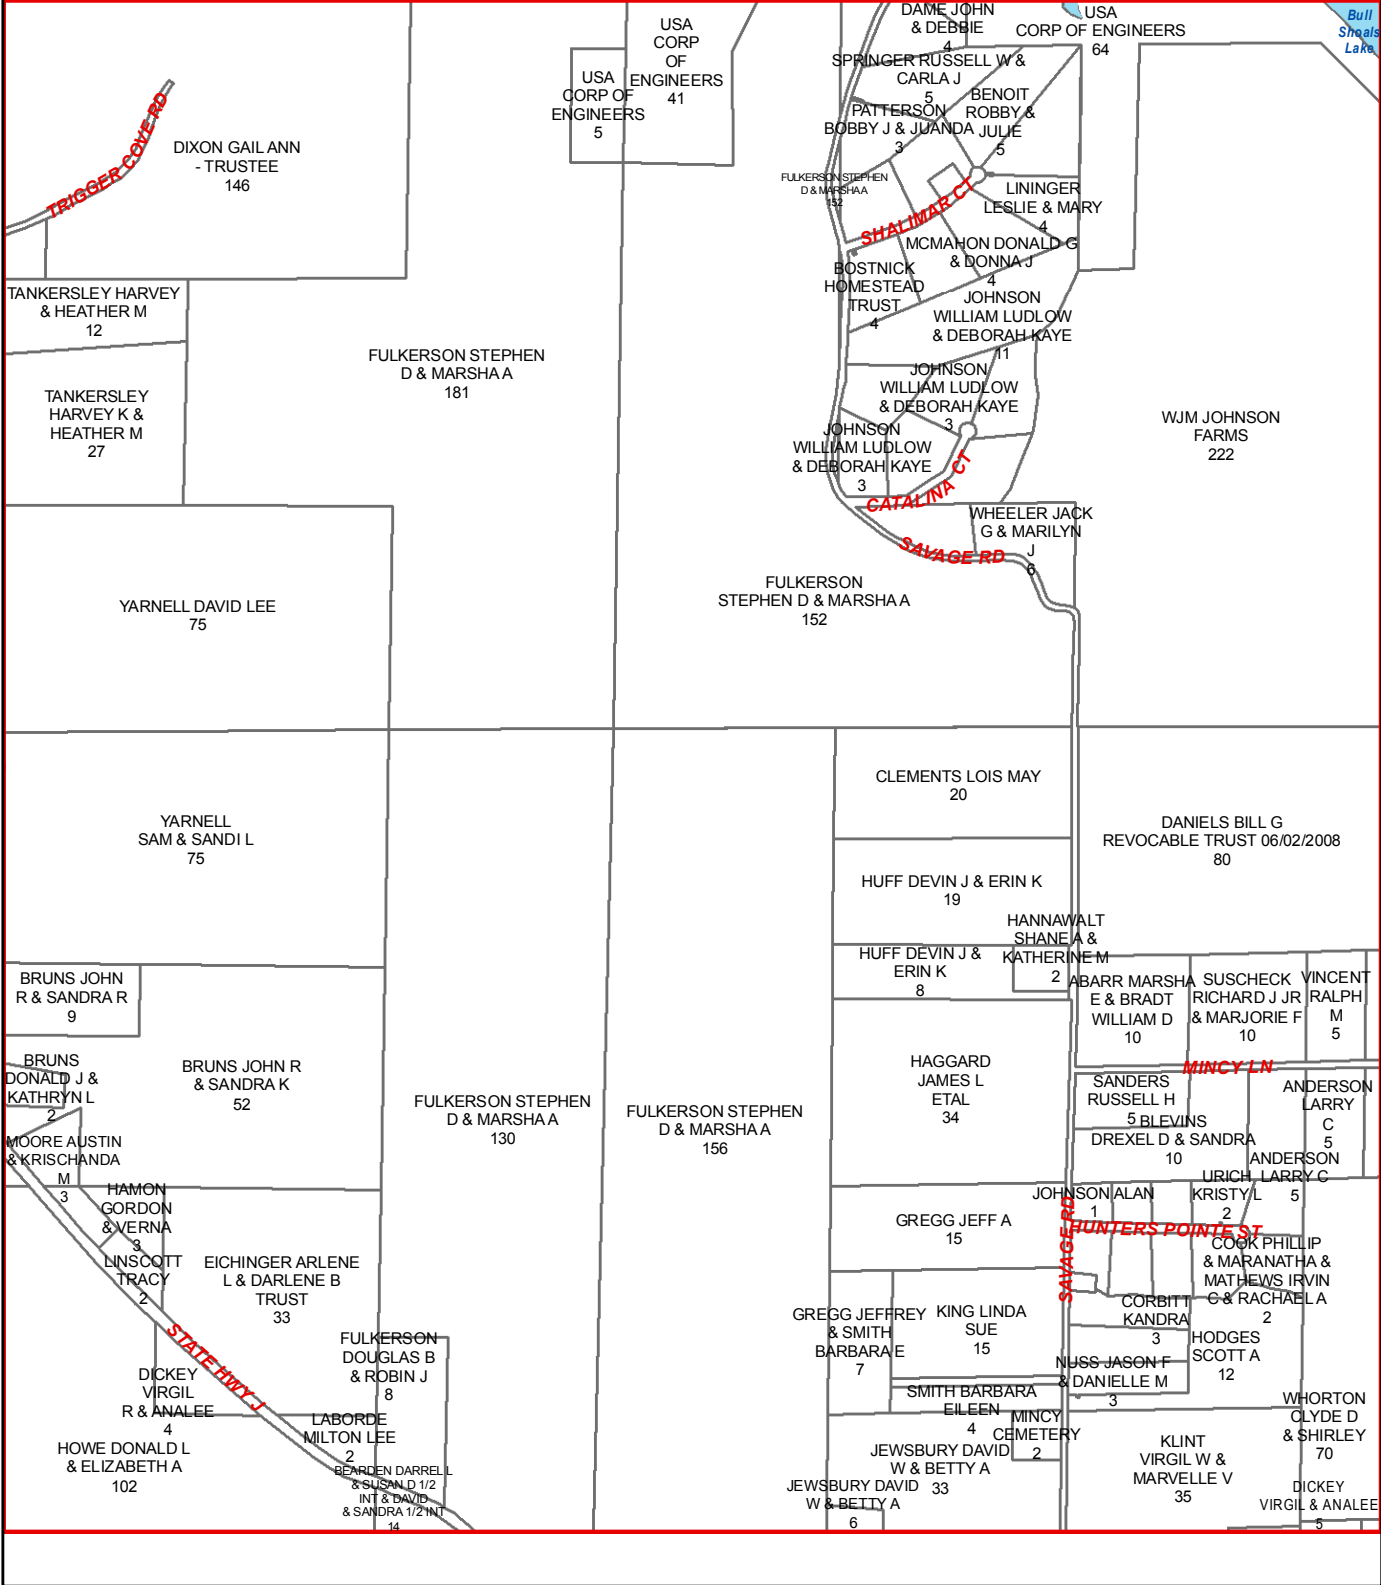 DAME JOHN
& DEBBIE
4
USA
CORP OF ENGINEERS
64
Bull
Shoals
Lake
USA
CORP
OF
ENGINEERS
41
USA
CORP OF
ENGINEERS
5
SPRINGER RUSSELL W &
CARLA J
5
BENOIT
ROBBY &
JULIE
5
PATTERSON
BOBBY J & JUANDA
3
TRIGGER COVE RD
DIXON GAIL ANN
- TRUSTEE
146
FULKERSON STEPHEN
D & MARSHA A
152
SHALIMAR CT
LININGER
LESLIE & MARY
4
MCMAHON DONALD G
& DONNA J
4
BOSTNICK
HOMESTEAD
TRUST
4
JOHNSON
WILLIAM LUDLOW
& DEBORAH KAYE
11
TANKERSLEY HARVEY
& HEATHER M
12
FULKERSON STEPHEN
D & MARSHA A
181
JOHNSON
WILLIAM LUDLOW
& DEBORAH KAYE
3
TANKERSLEY
HARVEY K &
HEATHER M
27
WJM JOHNSON
FARMS
222
JOHNSON
WILLIAM LUDLOW
& DEBORAH KAYE
3
CATALINA CT
WHEELER JACK
G & MARILYN
J
6
SAVAGE RD
FULKERSON
STEPHEN D & MARSHA A
152
YARNELL DAVID LEE
75
CLEMENTS LOIS MAY
20
YARNELL
SAM & SANDI L
75
DANIELS BILL G
REVOCABLE TRUST 06/02/2008
80
HUFF DEVIN J & ERIN K
19
HANNAWALT
SHANE A &
KATHERINE M
2
HUFF DEVIN J &
ERIN K
8
BRUNS JOHN
R & SANDRA R
9
ABARR MARSHA
E & BRADT
WILLIAM D
10
SUSCHECK
RICHARD J JR
& MARJORIE F
10
VINCENT
RALPH
M
5
BRUNS
DONALD J &
KATHRYN L
2
BRUNS JOHN R
& SANDRA K
52
HAGGARD
JAMES L
ETAL
34
MINCY LN
SANDERS
RUSSELL H
5
ANDERSON
LARRY
C
5
FULKERSON STEPHEN
D & MARSHA A
130
FULKERSON STEPHEN
D & MARSHA A
156
BLEVINS
DREXEL D & SANDRA
10
MOORE AUSTIN
& KRISCHANDA
M
3
ANDERSON
LARRY C
5
URICH
KRISTY L
2
JOHNSON ALAN
1
HAMON
GORDON
& VERNA
3
GREGG JEFF A
15
SAVAGE RD
HUNTERS POINTE ST
LINSCOTT
TRACY
2
EICHINGER ARLENE
L & DARLENE B
TRUST
33
COOK PHILLIP
& MARANATHA &
MATHEWS IRVIN
C & RACHAEL A
2
CORBITT
KANDRA
3
GREGG JEFFREY
& SMITH
BARBARA E
7
KING LINDA
SUE
15
STATE HWY J
FULKERSON
DOUGLAS B
& ROBIN J
8
HODGES
SCOTT A
12
NUSS JASON F
& DANIELLE M
3
DICKEY
VIRGIL
R & ANALEE
4
SMITH BARBARA
EILEEN
4
WHORTON
CLYDE D
& SHIRLEY
70
LABORDE
MILTON LEE
2
MINCY
CEMETERY
2
HOWE DONALD L
& ELIZABETH A
102
JEWSBURY DAVID
W & BETTY A
33
KLINT
VIRGIL W &
MARVELLE V
35
BEARDEN DARREL L
& SUSAN D 1/2
INT & DAVID
& SANDRA 1/2 INT
14
JEWSBURY DAVID
W & BETTY A
6
DICKEY
VIRGIL & ANALEE
5